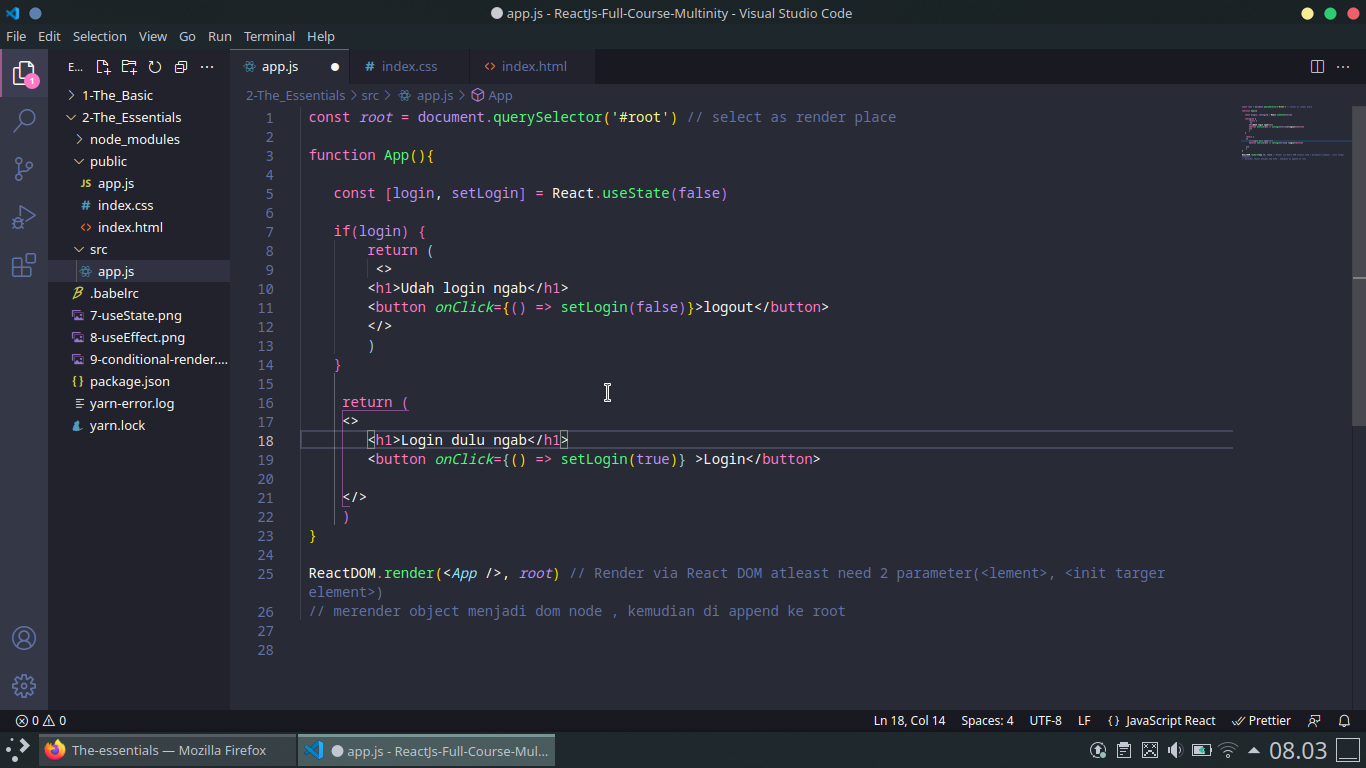 app.js - ReactJs-Full-Course-Multinity - Visual Studio Code
File Edit Selection View Go Run Terminal Help
1
E...
app.js
index.css
index.html
2-The_Essentials > src > app.js > App
1-The_Basic
2-The_Essentials
node_modules
public
JS app.js
# index.css
<> index.html
src
app.js
.babelrc
7-useState.png
8-useEffect.png
9-conditional-render....
{} package.json
yarn-error.log
yarn.lock
1 const root = document.querySelector('#root') // select as render place
2
3 function App(){
4
5 const [login, setLogin] = React.useState(false)
6
7 if(login) {
8 return (
9 <>
10 <h1>Udah login ngab</h1>
11 <button onClick={() => setLogin(false)}>logout</button>
12 </>
13 )
14 }
15
16 return (
17 <>
18 <h1>Login dulu ngab</h1>
19 <button onClick={() => setLogin(true)} >Login</button>
20
21 </>
22 )
23 }
24
25 ReactDOM.render(<App />, root) // Render via React DOM atleast need 2 parameter(<lement>, <init targer
element>)
26 // merender object menjadi dom node , kemudian di append ke root
27
28
0 0
Ln 18, Col 14 Spaces: 4 UTF-8 LF {} JavaScript React Prettier
The-essentials — Mozilla Firefox
app.js - ReactJs-Full-Course-Mul...
08.03